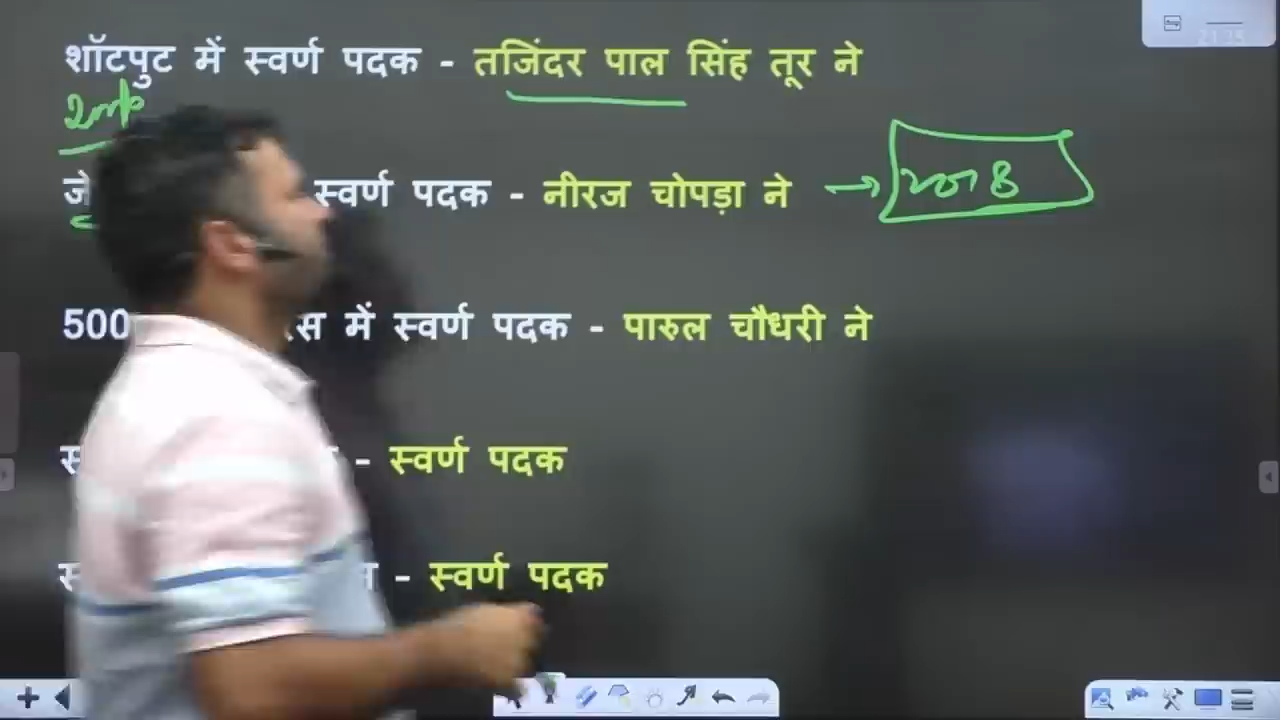 शॉटपुट में स्वर्ण पदक - तजिंदर पाल सिंह तूर ने
स्वर्ण पदक - नीरज चोपड़ा ने → 2018
500 में स्वर्ण पदक - पारुल चौधरी ने
- स्वर्ण पदक
- स्वर्ण पदक